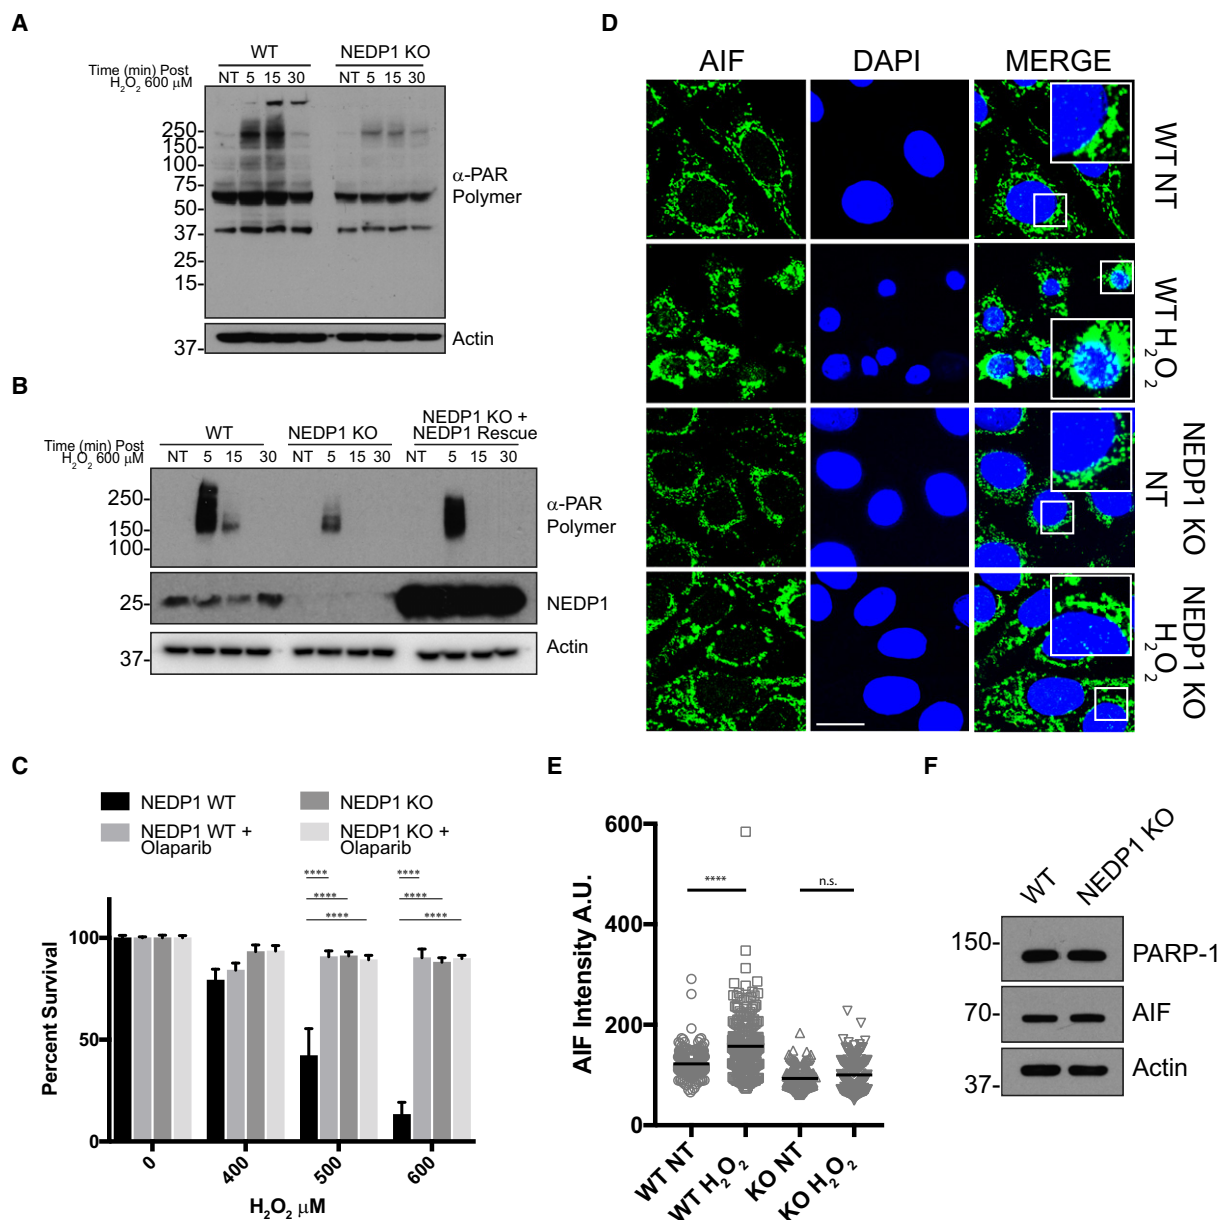 A
WT
NEDP1 KO
Time (min) Post
H₂O₂ 600 µM
NT 5 15 30
NT 5 15 30
250-
150-
100-
75-
50-
37-
25-
15-
α-PAR
Polymer
37-
Actin
B
WT
NEDP1 KO
NEDP1 KO +
NEDP1 Rescue
Time (min) Post
H₂O₂ 600 µM
NT 5 15 30
NT 5 15 30
NT 5 15 30
250-
150-
100-
α-PAR
Polymer
25-
NEDP1
37-
Actin
C
NEDP1 WT
NEDP1 KO
NEDP1 WT +
Olaparib
NEDP1 KO +
Olaparib
****
****
****
****
****
****
Percent Survival
100
50
0
0
400
500
600
H₂O₂ µM
D
AIF
DAPI
MERGE
WT NT
WT H₂O₂
NEDP1 KO
NT
NEDP1 KO
H₂O₂
E
AIF Intensity A.U.
600
400
200
0
****
n.s.
WT NT
WT H₂O₂
KO NT
KO H₂O₂
F
WT
NEDP1 KO
150-
PARP-1
70-
AIF
37-
Actin